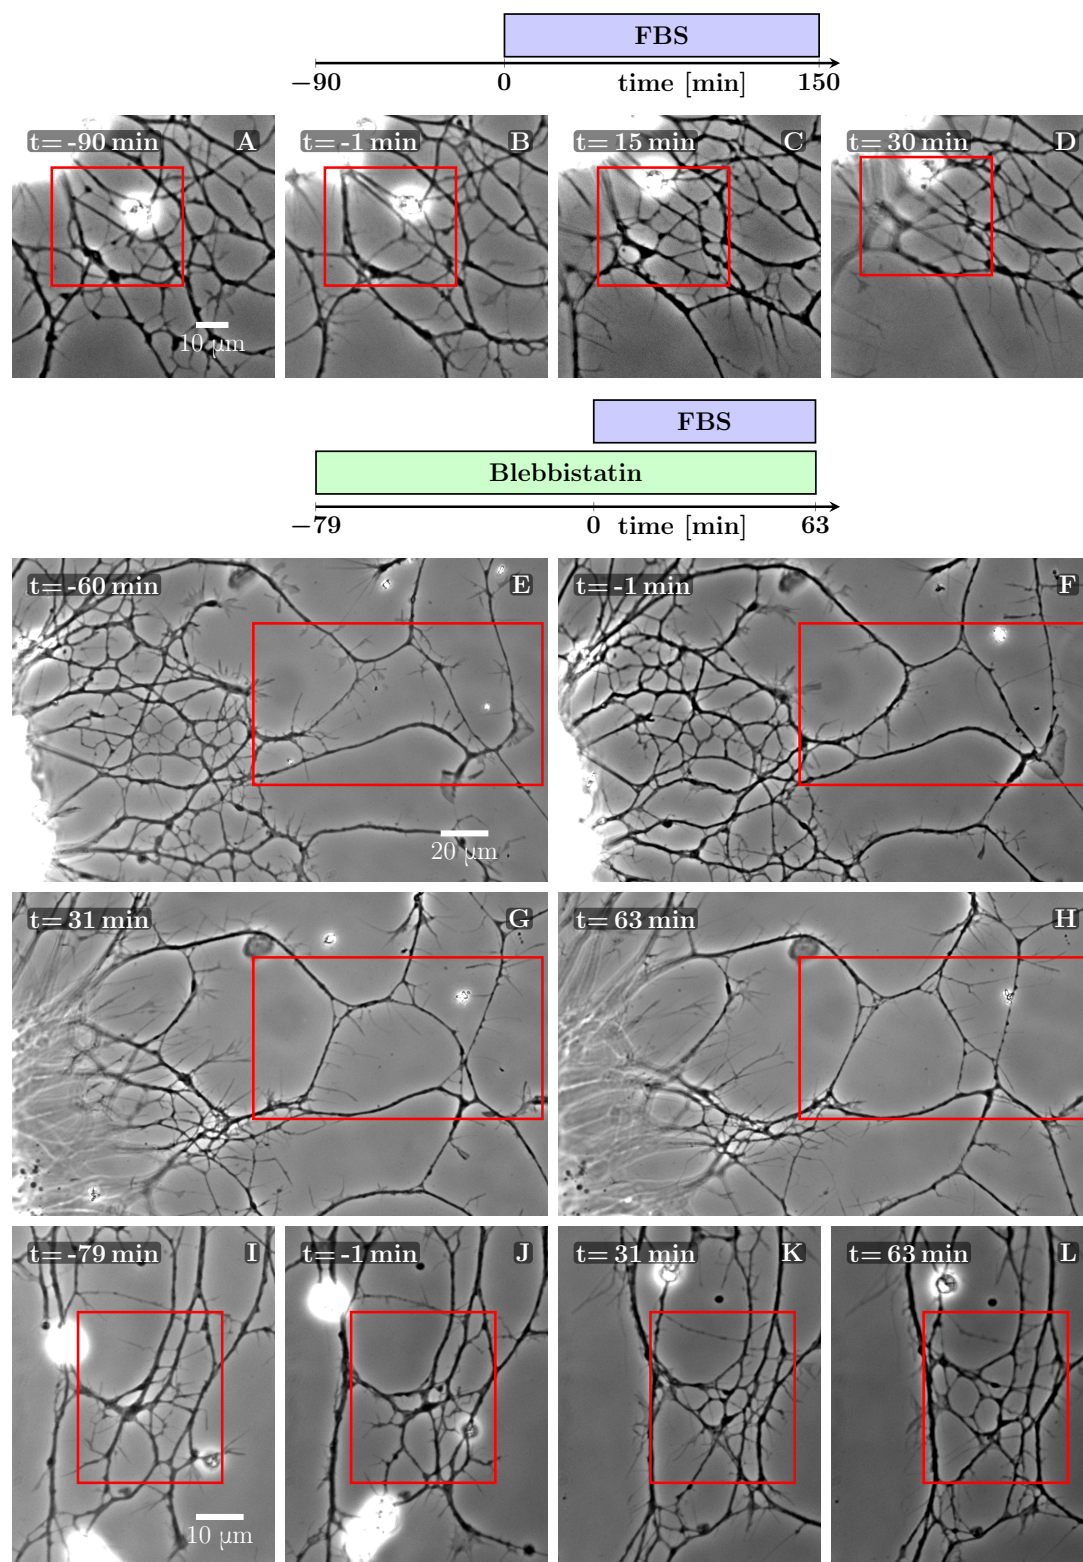 FBS
−90 0 time [min] 150
t= -90 min A
t= -1 min B
t= 15 min C
t= 30 min D
10 μm
FBS
Blebbistatin
−79 0 time [min] 63
t= -60 min E
t= -1 min F
20 μm
t= 31 min G
t= 63 min H
t= -79 min I
t= -1 min J
t= 31 min K
t= 63 min L
10 μm